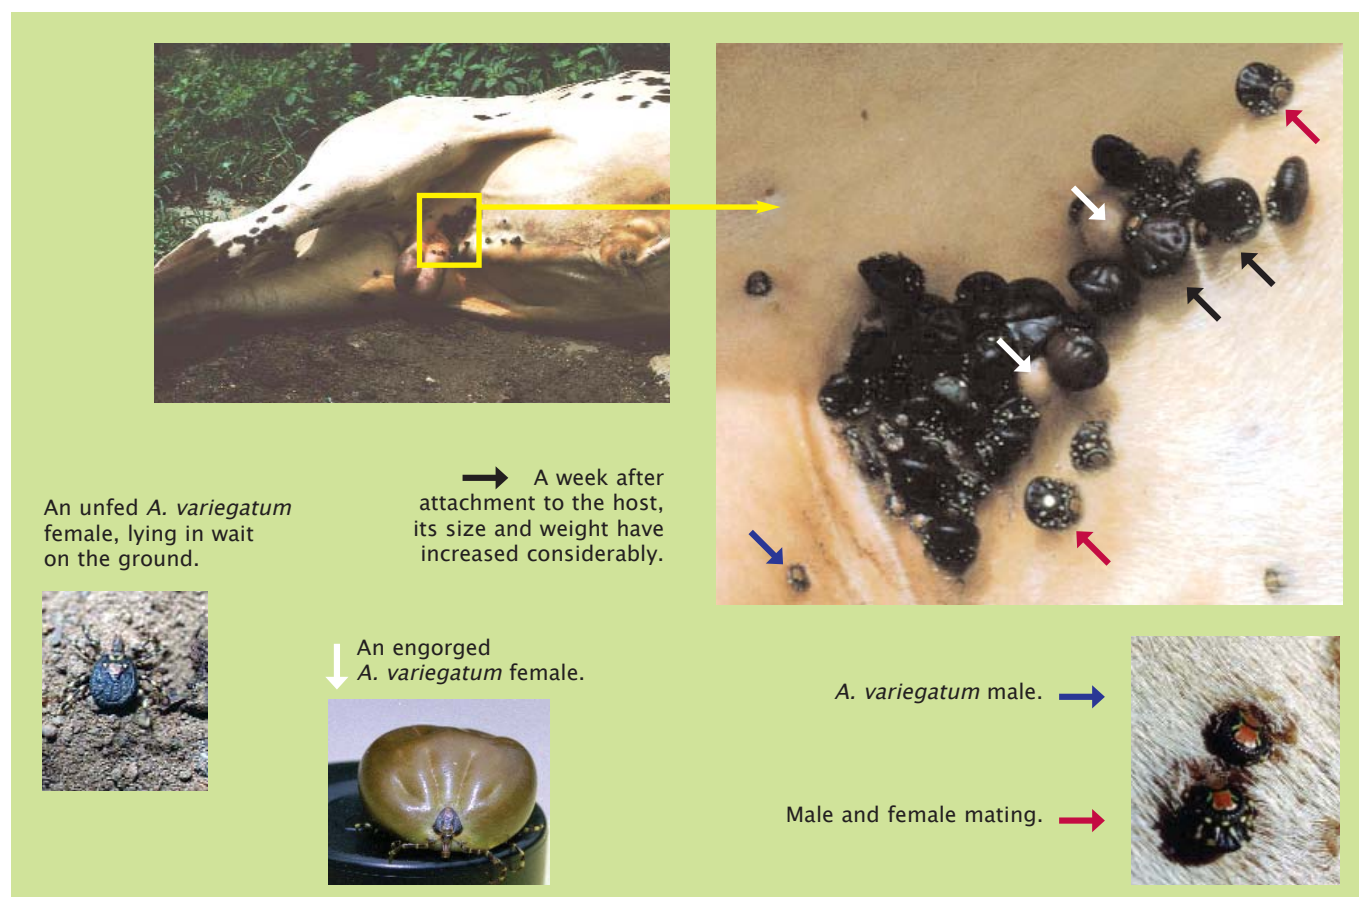 An unfed A. variegatum
female, lying in wait
on the ground.
A week after
attachment to the host,
its size and weight have
increased considerably.
An engorged
A. variegatum female.
A. variegatum male.
Male and female mating.